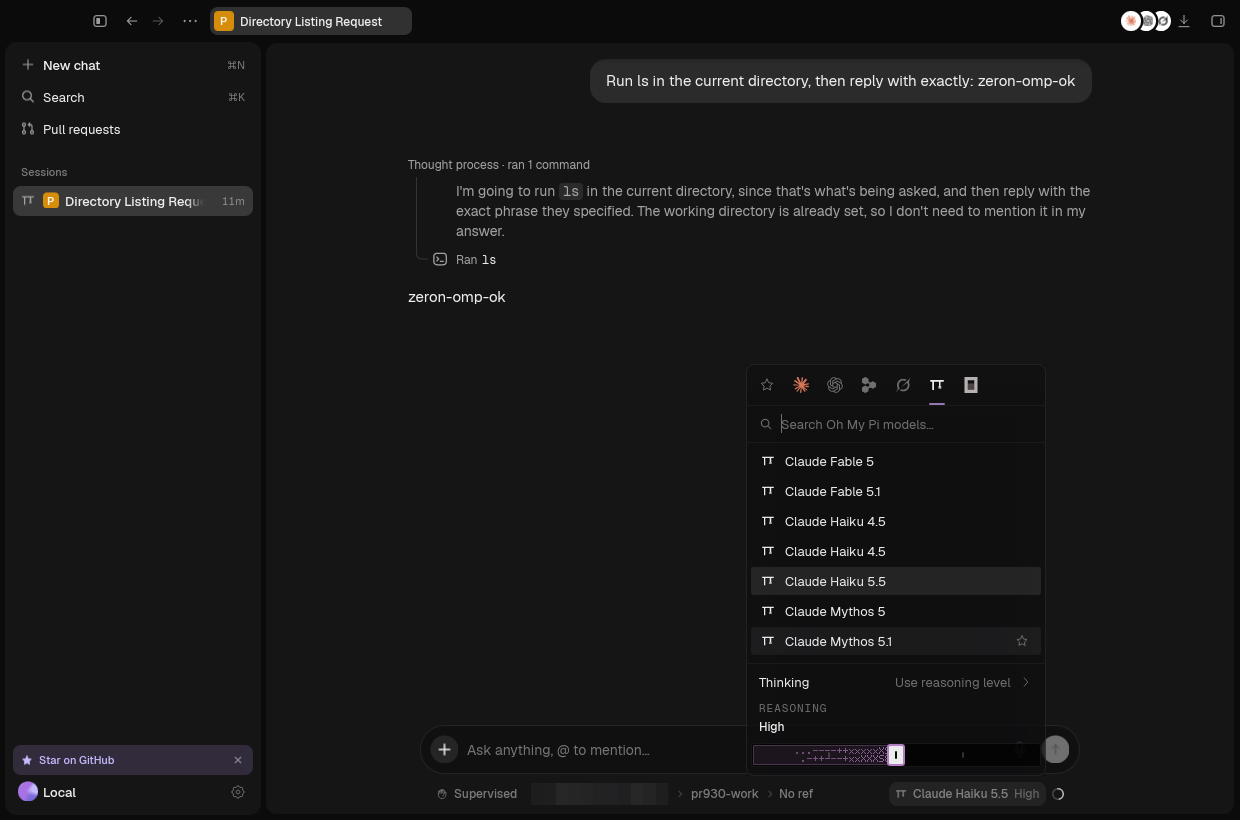 P Directory Listing Request
New chat ⌘N
Search ⌘K
Pull requests
Sessions
P Directory Listing Reque 11m
Star on GitHub
Local
Run ls in the current directory, then reply with exactly: zeron-omp-ok
Thought process · ran 1 command
I'm going to run ls in the current directory, since that's what's being asked, and then reply with the
exact phrase they specified. The working directory is already set, so I don't need to mention it in my
answer.
Ran ls
zeron-omp-ok
Search Oh My Pi models…
Claude Fable 5
Claude Fable 5.1
Claude Haiku 4.5
Claude Haiku 4.5
Claude Haiku 5.5
Claude Mythos 5
Claude Mythos 5.1
Thinking Use reasoning level
REASONING
High
Ask anything, @ to mention…
Supervised pr930-work No ref Claude Haiku 5.5 High